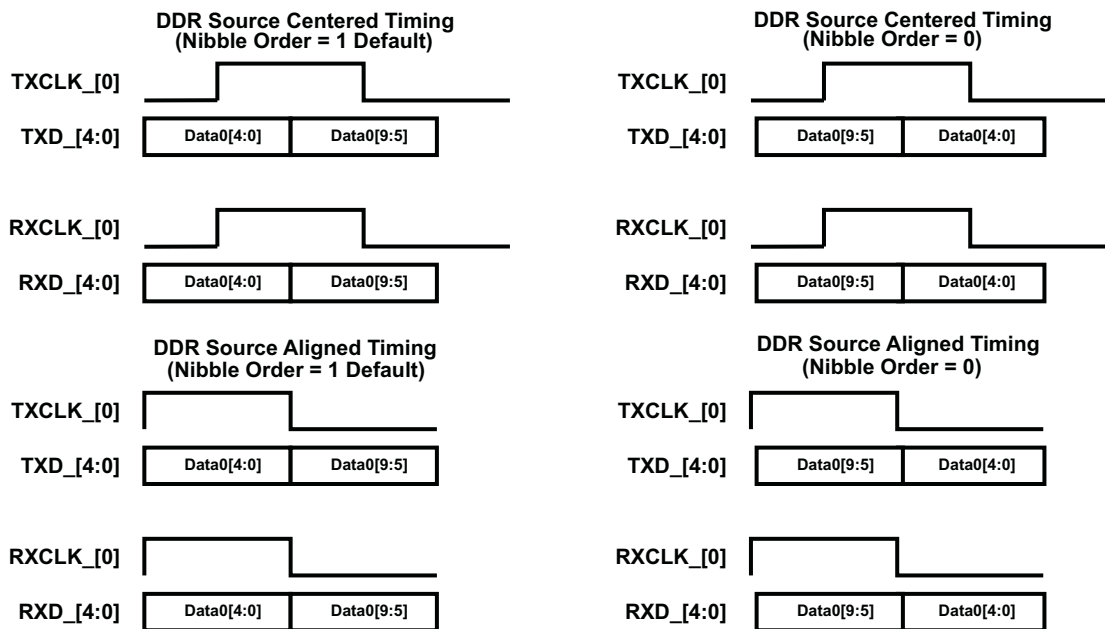 DDR Source Centered Timing
(Nibble Order = 1 Default)
TXCLK_[0]
TXD_[4:0]
Data0[4:0]
Data0[9:5]
RXCLK_[0]
RXD_[4:0]
Data0[4:0]
Data0[9:5]
DDR Source Centered Timing
(Nibble Order = 0)
TXCLK_[0]
TXD_[4:0]
Data0[9:5]
Data0[4:0]
RXCLK_[0]
RXD_[4:0]
Data0[9:5]
Data0[4:0]
DDR Source Aligned Timing
(Nibble Order = 1 Default)
TXCLK_[0]
TXD_[4:0]
Data0[4:0]
Data0[9:5]
RXCLK_[0]
RXD_[4:0]
Data0[4:0]
Data0[9:5]
DDR Source Aligned Timing
(Nibble Order = 0)
TXCLK_[0]
TXD_[4:0]
Data0[9:5]
Data0[4:0]
RXCLK_[0]
RXD_[4:0]
Data0[9:5]
Data0[4:0]